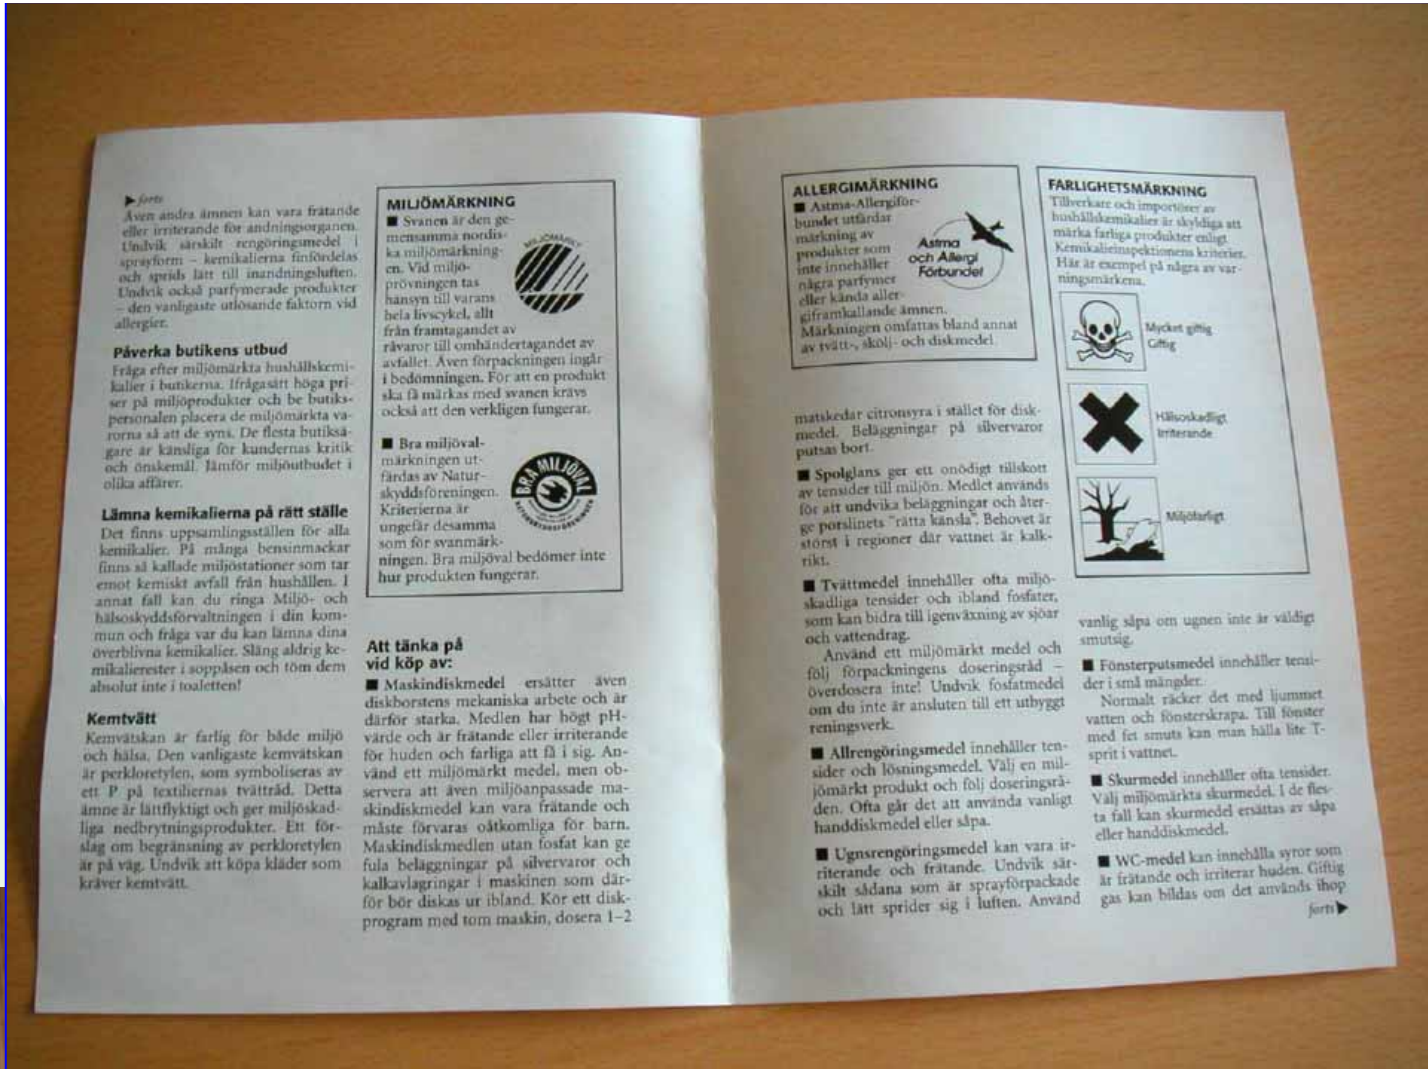 ▶ forts
Även andra ämnen kan vara frätande
eller irriterande för andningsorganen.
Undvik särskilt rengöringsmedel i
sprayform – kemikalierna finfördelas
och sprids lätt till inandningsluften.
Undvik också parfymerade produkter
– den vanligaste utlösande faktorn vid
allergier.
Påverka butikens utbud
Fråga efter miljömärkta hushållskemi-
kalier i butikerna. Ifrågasätt höga pri-
ser på miljöprodukter och be butiks-
personalen placera de miljömärkta va-
rorna så att de syns. De flesta butiksä-
gare är känsliga för kundernas kritik
och önskemål. Jämför miljöutbudet i
olika affärer.
Lämna kemikalierna på rätt ställe
Det finns uppsamlingsställen för alla
kemikalier. På många bensinmackar
finns så kallade miljöstationer som tar
emot kemiskt avfall från hushållen. I
annat fall kan du ringa Miljö- och
hälsoskyddsförvaltningen i din kom-
mun och fråga var du kan lämna dina
överblivna kemikalier. Släng aldrig ke-
mikalierester i soppåsen och töm dem
absolut inte i toaletten!
Kemtvätt
Kemvätskan är farlig för både miljö
och hälsa. Den vanligaste kemvätskan
är perkloretylen, som symboliseras av
ett P på textiliernas tvättråd. Detta
ämne är lättflyktigt och ger miljöskad-
liga nedbrytningsprodukter. Ett för-
slag om begränsning av perkloretylen
är på väg. Undvik att köpa kläder som
kräver kemtvätt.
MILJÖMÄRKNING
■ Svanen är den ge-
mensamma nordis-
ka miljömärkning-
en. Vid miljö-
prövningen tas
hänsyn till varans
hela livscykel, allt
från framtagandet av
råvaror till omhändertagandet av
avfallet. Även förpackningen ingår
i bedömningen. För att en produkt
ska få märkas med svanen krävs
också att den verkligen fungerar.
MILJÖMÄRKT
■ Bra miljöval-
märkningen ut-
färdas av Natur-
skyddsföreningen.
Kriterierna är
ungefär desamma
som för svanmärk-
ningen. Bra miljöval bedömer inte
hur produkten fungerar.
BRA MILJÖVAL
NATURSKYDDSFÖRENINGEN
Att tänka på
vid köp av:
■ Maskindiskmedel ersätter även
diskborstens mekaniska arbete och är
därför starka. Medlen har högt pH-
värde och är frätande eller irriterande
för huden och farliga att få i sig. An-
vänd ett miljömärkt medel, men ob-
servera att även miljöanpassade ma-
skindiskmedel kan vara frätande och
måste förvaras oåtkomliga för barn.
Maskindiskmedlen utan fosfat kan ge
fula beläggningar på silvervaror och
kalkavlagringar i maskinen som där-
för bör diskas ur ibland. Kör ett disk-
program med tom maskin, dosera 1–2
ALLERGIMÄRKNING
■ Astma-Allergiför-
bundet utfärdar
märkning av
produkter som
inte innehåller
några parfymer
eller kända aller-
giframkallande ämnen.
Märkningen omfattas bland annat
av tvätt-, skölj- och diskmedel.
Astma
och Allergi
Förbundet
matskedar citronsyra i stället för disk-
medel. Beläggningar på silvervaror
putsas bort.
■ Spolglans ger ett onödigt tillskott
av tensider till miljön. Medlet används
för att undvika beläggningar och åter-
ge porslinets "rätta känsla". Behovet är
störst i regioner där vattnet är kalk-
rikt.
■ Tvättmedel innehåller ofta miljö-
skadliga tensider och ibland fosfater,
som kan bidra till igenväxning av sjöar
och vattendrag.
Använd ett miljömärkt medel och
följ förpackningens doseringsråd –
överdosera inte! Undvik fosfatmedel
om du inte är ansluten till ett utbyggt
reningsverk.
■ Allrengöringsmedel innehåller ten-
sider och lösningsmedel. Välj en mil-
jömärkt produkt och följ doseringsrå-
den. Ofta går det att använda vanligt
handdiskmedel eller såpa.
■ Ugnsrengöringsmedel kan vara ir-
riterande och frätande. Undvik sär-
skilt sådana som är sprayförpackade
och lätt sprider sig i luften. Använd
FARLIGHETSMÄRKNING
Tillverkare och importörer av
hushållskemikalier är skyldiga att
märka farliga produkter enligt
Kemikalieinspektionens kriterier.
Här är exempel på några av var-
ningsmärkena.
Mycket giftig
Giftig
Hälsoskadligt
Irriterande
Miljöfarligt
vanlig såpa om ugnen inte är väldigt
smutsig.
■ Fönsterputsmedel innehåller tensi-
der i små mängder.
Normalt räcker det med ljummet
vatten och fönsterskrapa. Till fönster
med fet smuts kan man hälla lite T-
sprit i vattnet.
■ Skurmedel innehåller ofta tensider.
Välj miljömärkta skurmedel. I de fles-
ta fall kan skurmedel ersättas av såpa
eller handdiskmedel.
■ WC-medel kan innehålla syror som
är frätande och irriterar huden. Giftig
gas kan bildas om det används ihop
forts ▶